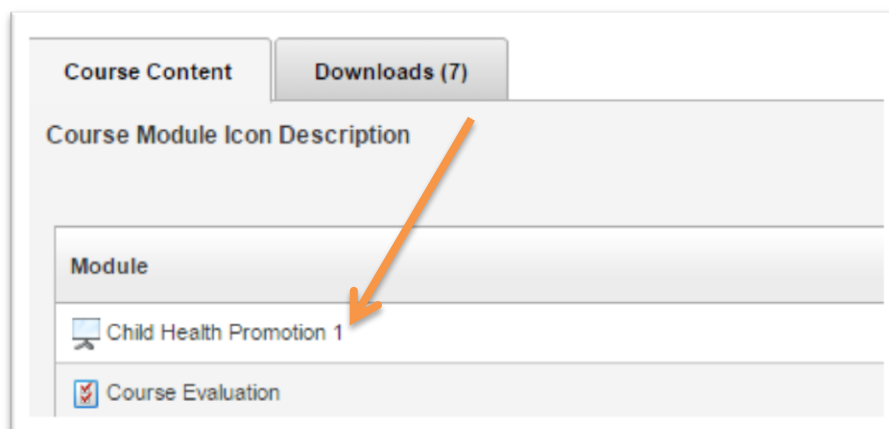 Course Content Downloads (7)
Course Module Icon Description
Module
Child Health Promotion 1
Course Evaluation